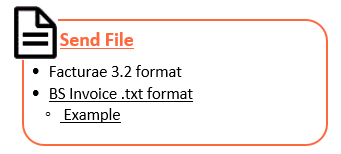 Send File
• Facturae 3.2 format
• BS Invoice .txt format
◦ Example